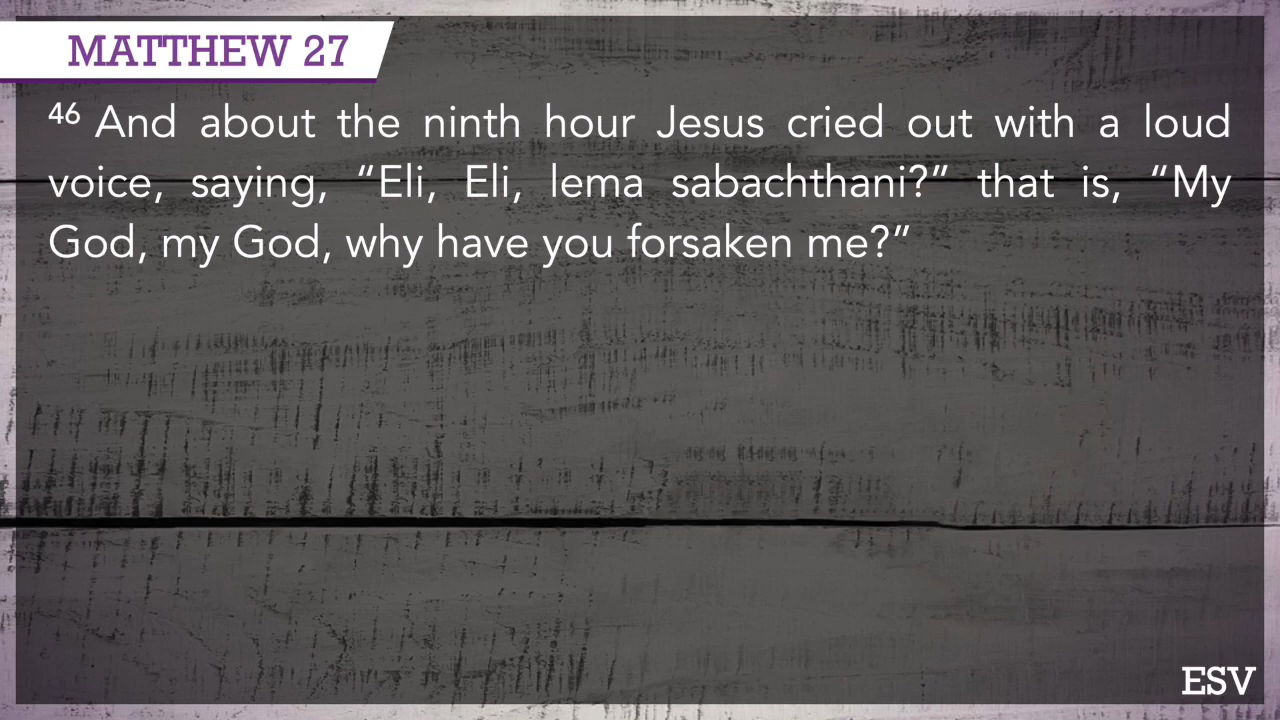 MATTHEW 27
46 And about the ninth hour Jesus cried out with a loud
voice, saying, “Eli, Eli, lema sabachthani?” that is, “My
God, my God, why have you forsaken me?”
ESV